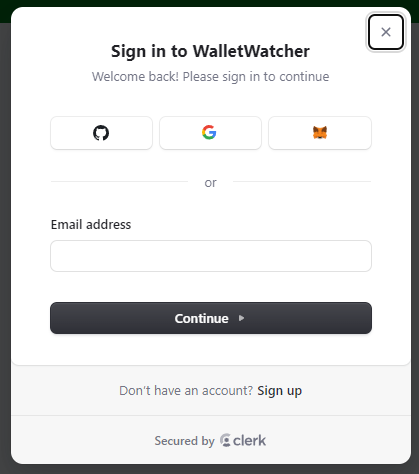 Sign in to WalletWatcher
Welcome back! Please sign in to continue
or
Email address
Continue
Don't have an account? Sign up
Secured by clerk